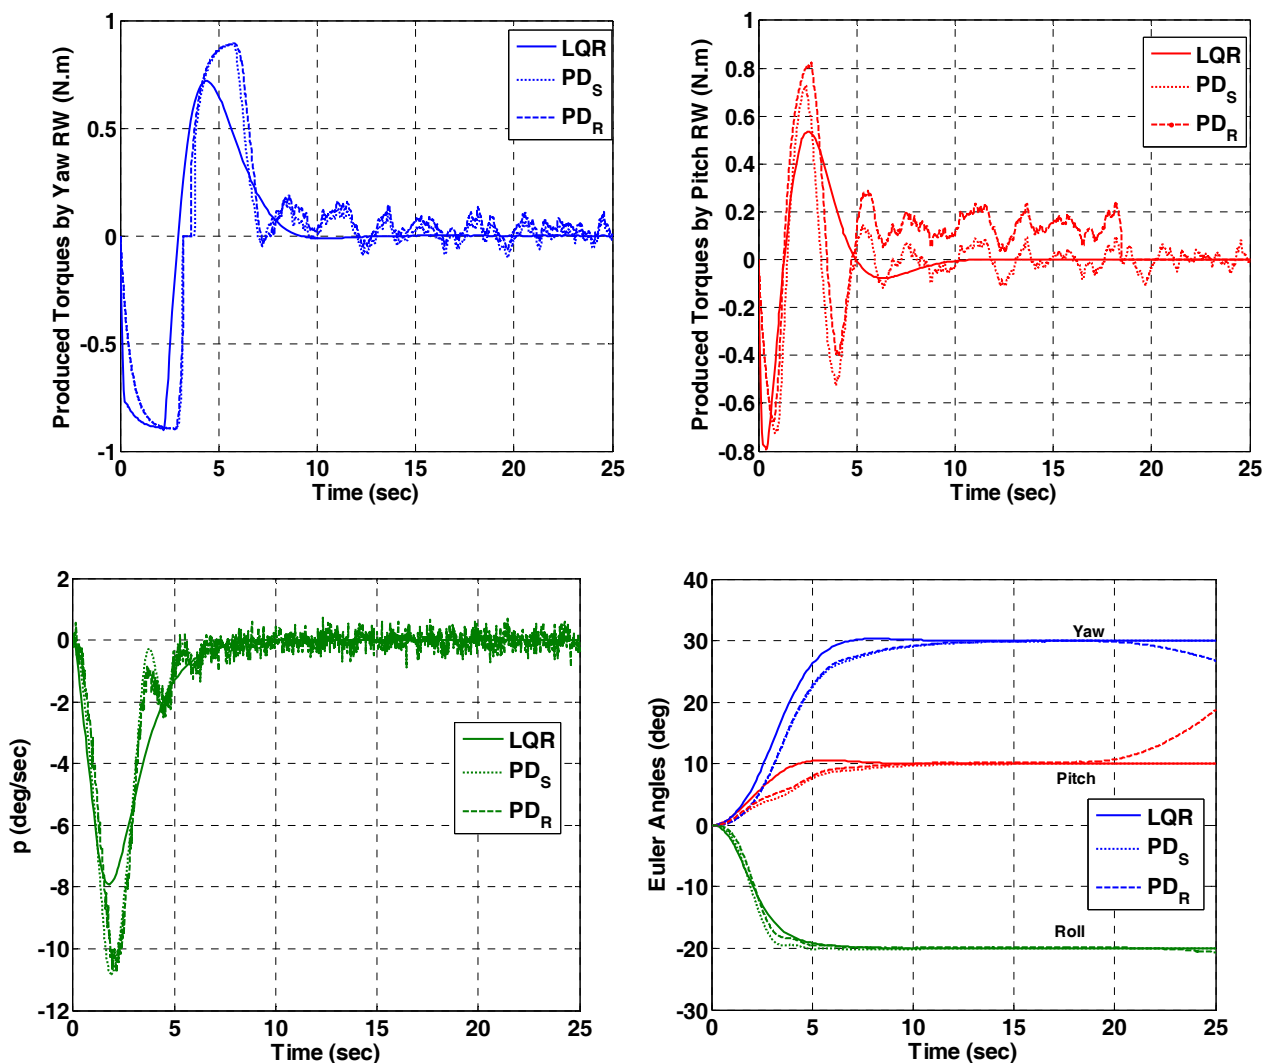 Produced Torques by Yaw RW (N.m)
1
0.5
0
-0.5
-1
0 5 10 15 20 25
Time (sec)
LQR
PDS
PDR
Produced Torques by Pitch RW (N.m)
0.8
0.6
0.4
0.2
0
-0.2
-0.4
-0.6
-0.8
0 5 10 15 20 25
Time (sec)
LQR
PDS
PDR
p (deg/sec)
2
0
-2
-4
-6
-8
-10
-12
0 5 10 15 20 25
Time (sec)
LQR
PDS
PDR
Euler Angles (deg)
40
30
20
10
0
-10
-20
-30
0 5 10 15 20 25
Time (sec)
Yaw
Pitch
LQR
PDS
PDR
Roll